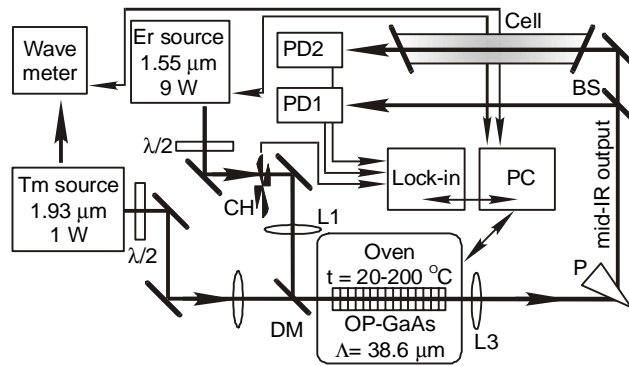 Wave
meter
Er source
1.55 μm
9 W
PD2
PD1
Cell
BS
λ/2
Tm source
1.93 μm
1 W
λ/2
CH
Lock-in
PC
L1
mid-IR output
Oven
t = 20-200 °C
OP-GaAs
Λ= 38.6 μm
DM
L3
P